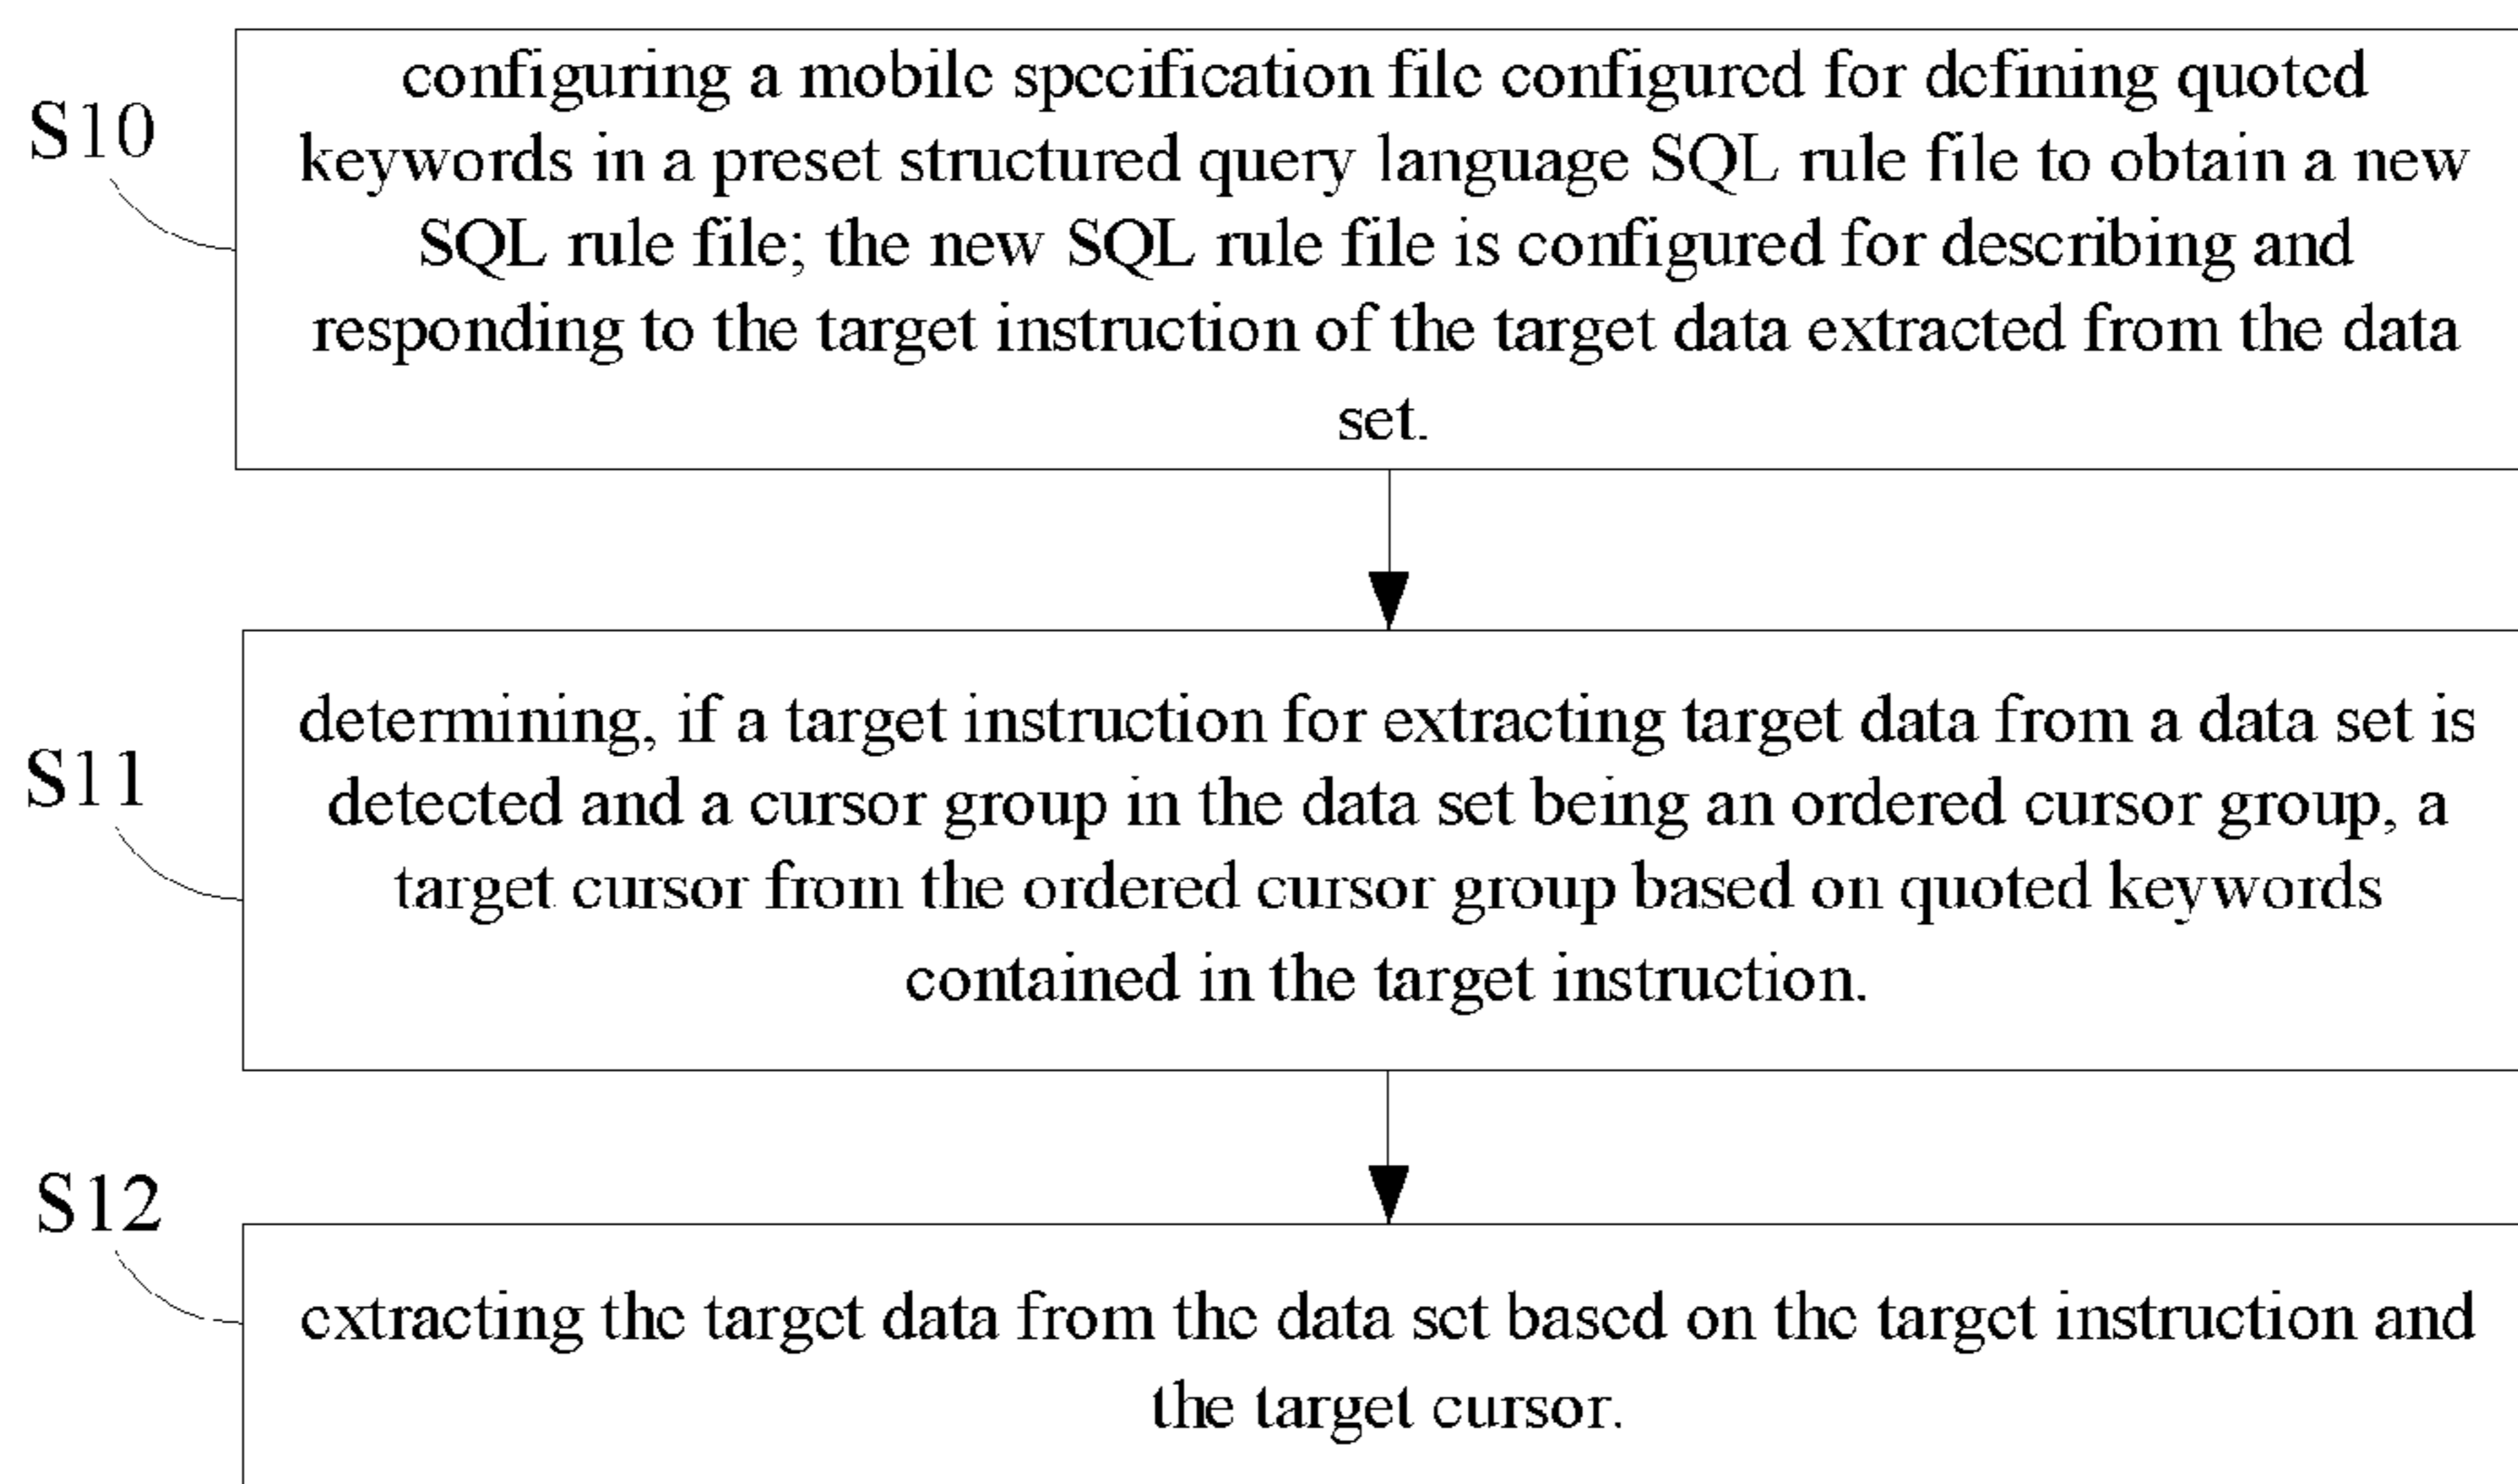 S10
configuring a mobile specification file configured for defining quoted
keywords in a preset structured query language SQL rule file to obtain a new
SQL rule file; the new SQL rule file is configured for describing and
responding to the target instruction of the target data extracted from the data
set.
S11
determining, if a target instruction for extracting target data from a data set is
detected and a cursor group in the data set being an ordered cursor group, a
target cursor from the ordered cursor group based on quoted keywords
contained in the target instruction.
S12
extracting the target data from the data set based on the target instruction and
the target cursor.